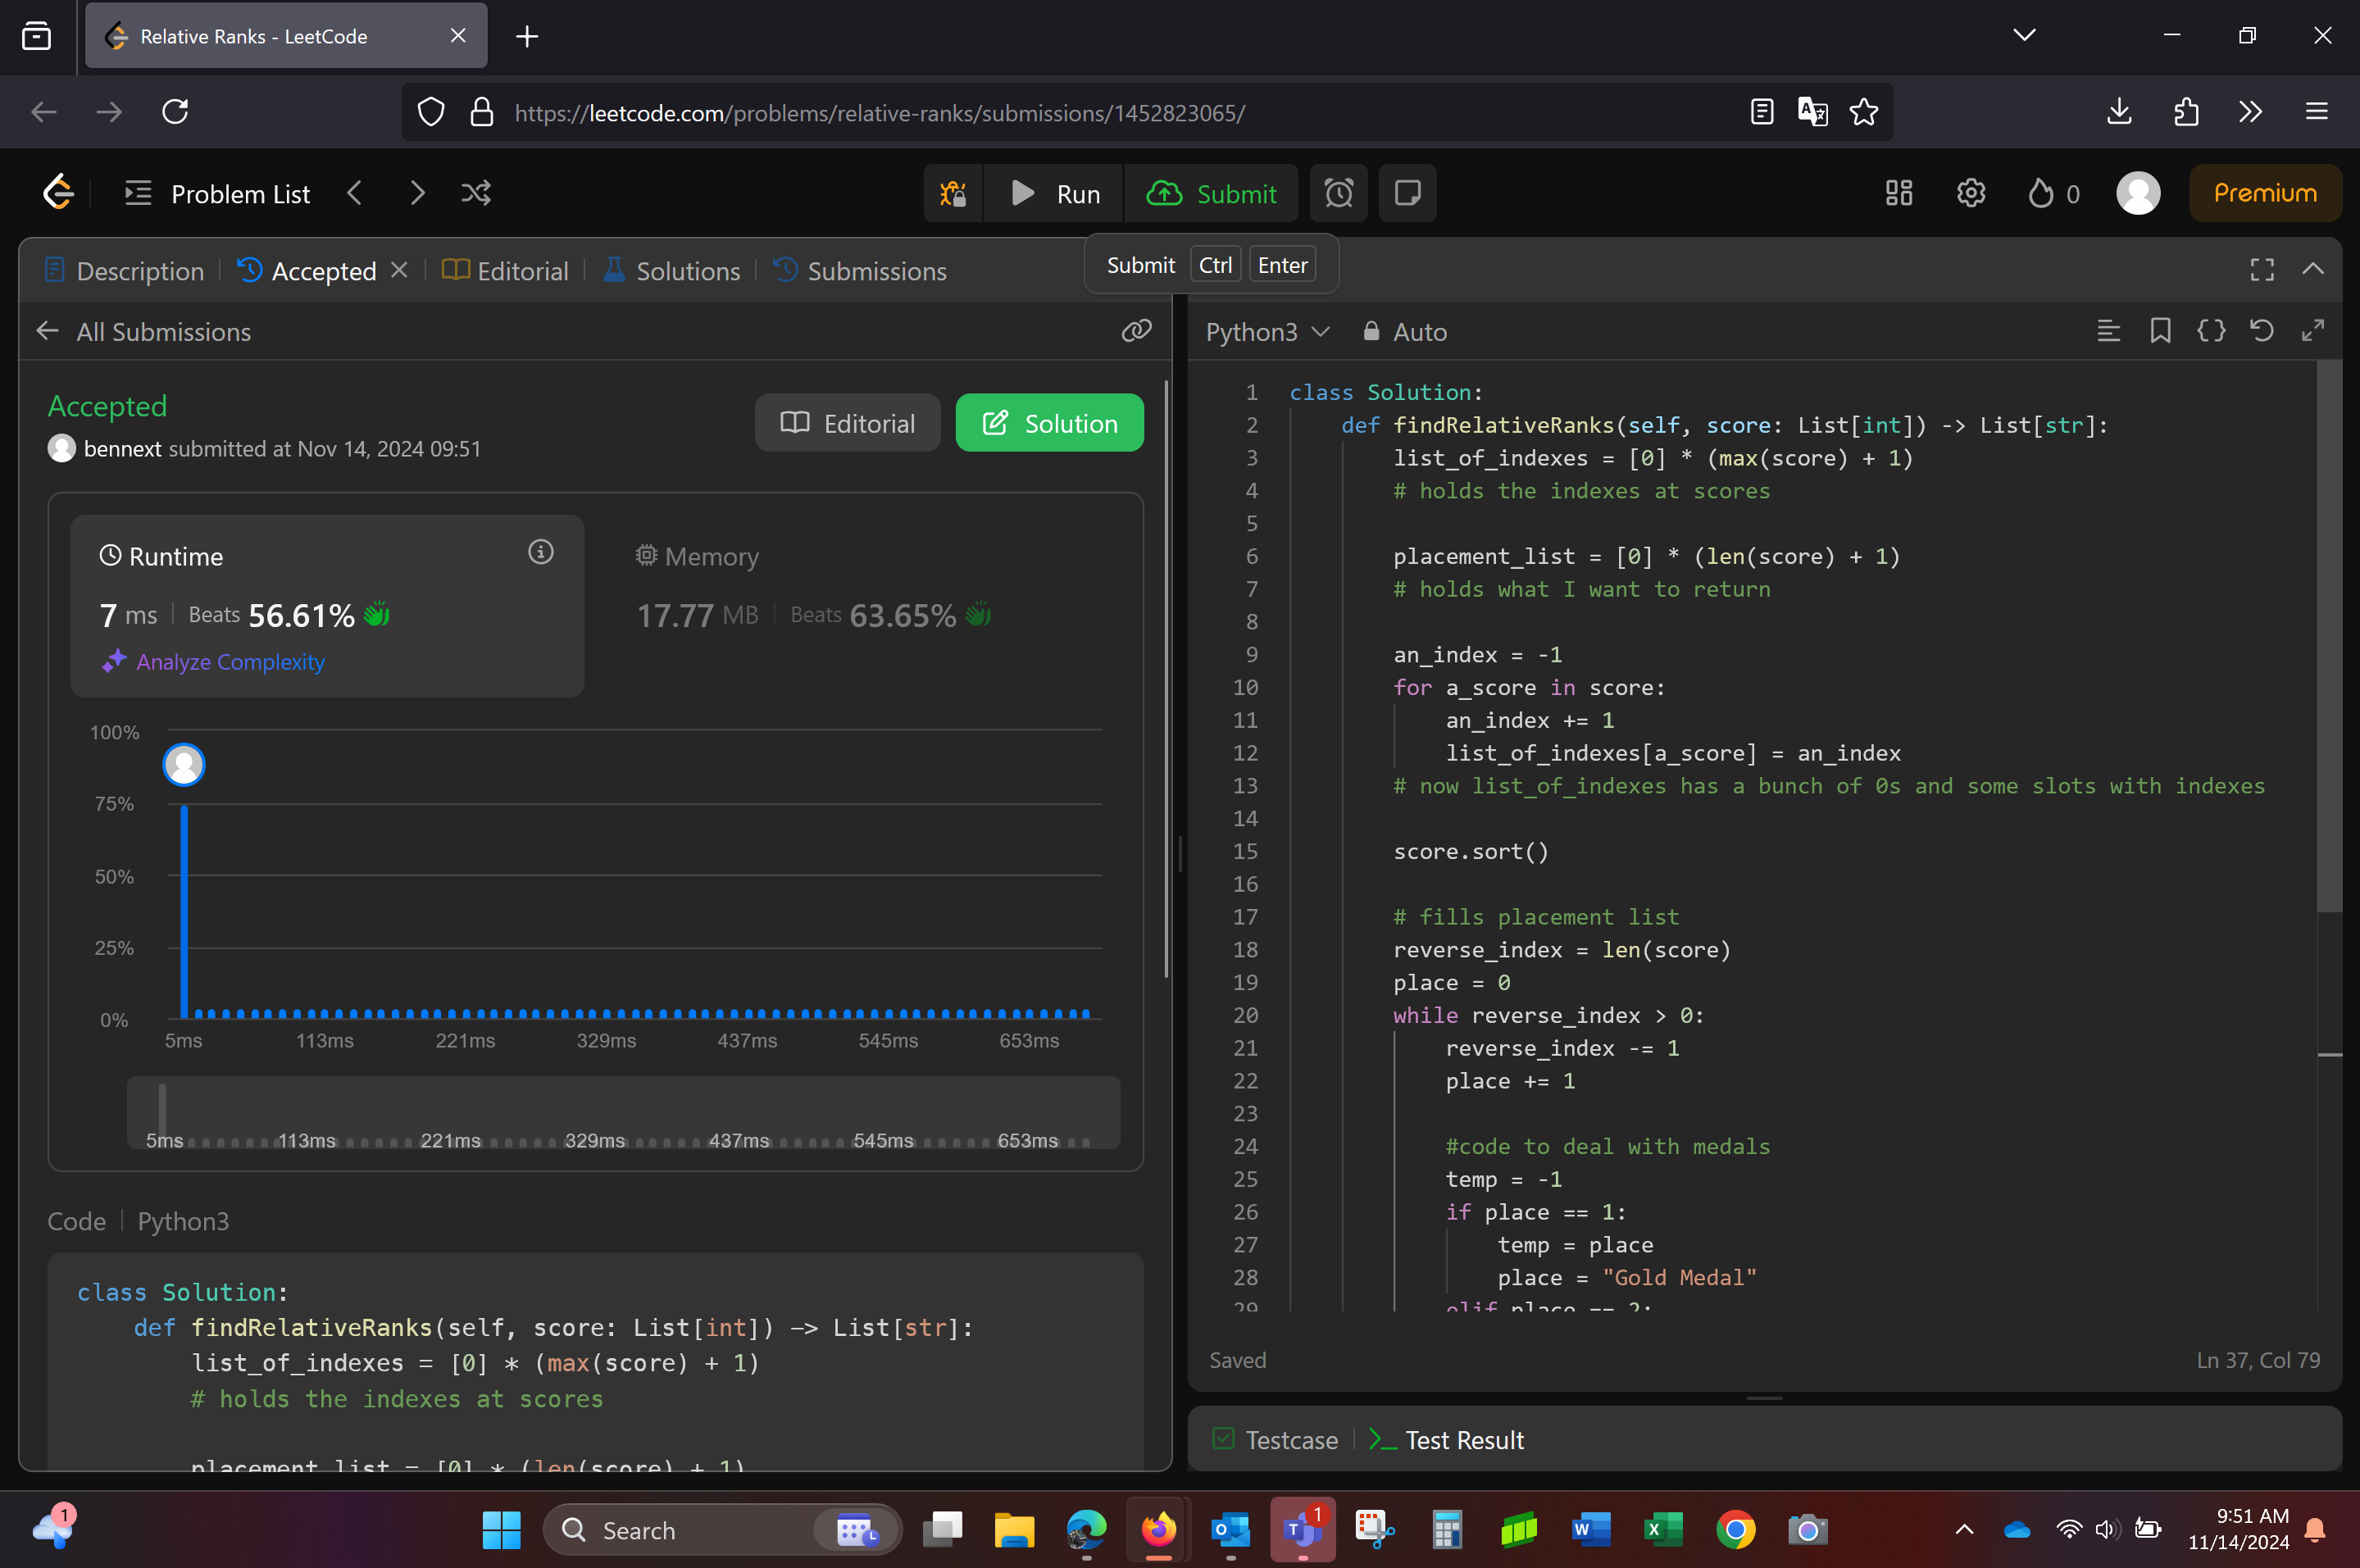 Relative Ranks - LeetCode
https://leetcode.com/problems/relative-ranks/submissions/1452823065/
Problem List
Run
Submit
0
Premium
Description
Accepted
Editorial
Solutions
Submissions
Submit Ctrl Enter
All Submissions
Accepted
bennext submitted at Nov 14, 2024 09:51
Editorial
Solution
Runtime
7 ms Beats 56.61%
Analyze Complexity
Memory
17.77 MB Beats 63.65%
100%
75%
50%
25%
0%
5ms 113ms 221ms 329ms 437ms 545ms 653ms
5ms 113ms 221ms 329ms 437ms 545ms 653ms
Code Python3
class Solution:
    def findRelativeRanks(self, score: List[int]) -> List[str]:
        list_of_indexes = [0] * (max(score) + 1)
        # holds the indexes at scores
        placement_list = [0] * (len(score) + 1)
Python3 Auto
1 class Solution:
2     def findRelativeRanks(self, score: List[int]) -> List[str]:
3         list_of_indexes = [0] * (max(score) + 1)
4         # holds the indexes at scores
5
6         placement_list = [0] * (len(score) + 1)
7         # holds what I want to return
8
9         an_index = -1
10         for a_score in score:
11             an_index += 1
12             list_of_indexes[a_score] = an_index
13         # now list_of_indexes has a bunch of 0s and some slots with indexes
14
15         score.sort()
16
17         # fills placement list
18         reverse_index = len(score)
19         place = 0
20         while reverse_index > 0:
21             reverse_index -= 1
22             place += 1
23
24             #code to deal with medals
25             temp = -1
26             if place == 1:
27                 temp = place
28                 place = "Gold Medal"
29             elif place == 2:
Saved
Ln 37, Col 79
Testcase
Test Result
1
Search
1
9:51 AM
11/14/2024